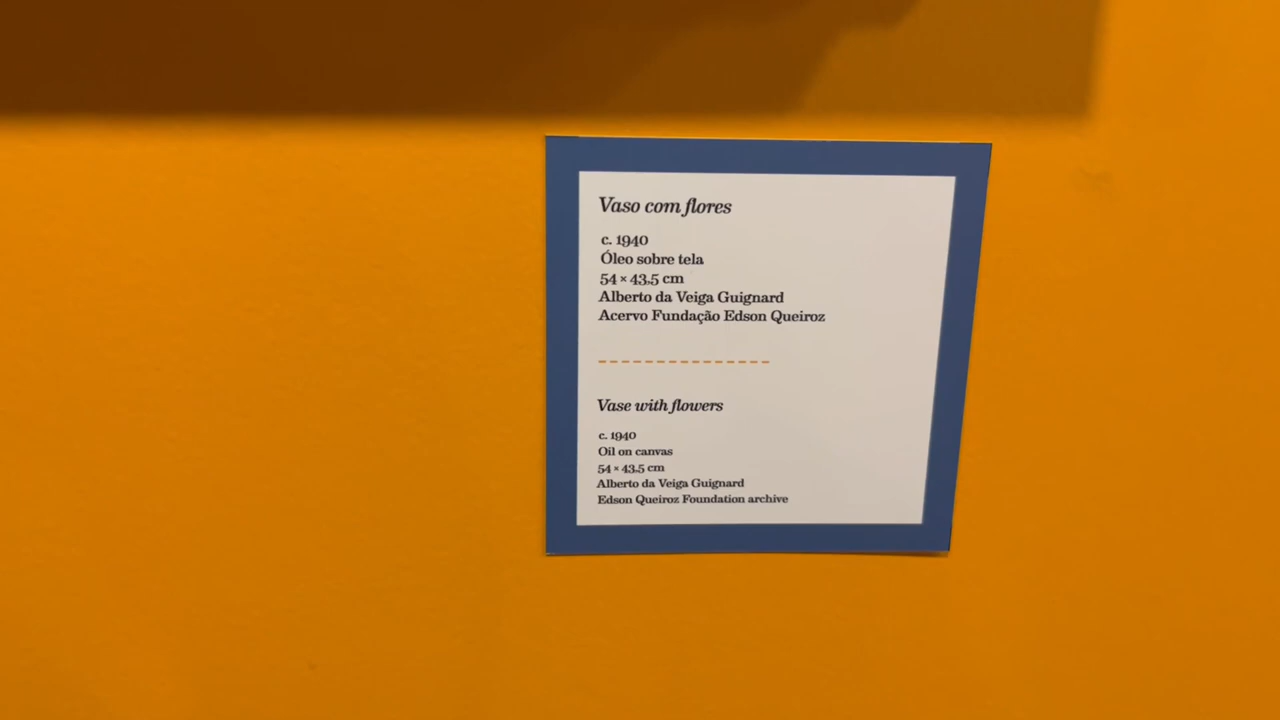 Vaso com flores
c. 1940
Óleo sobre tela
54 × 43,5 cm
Alberto da Veiga Guignard
Acervo Fundação Edson Queiroz
Vase with flowers
c. 1940
Oil on canvas
54 × 43,5 cm
Alberto da Veiga Guignard
Edson Queiroz Foundation archive